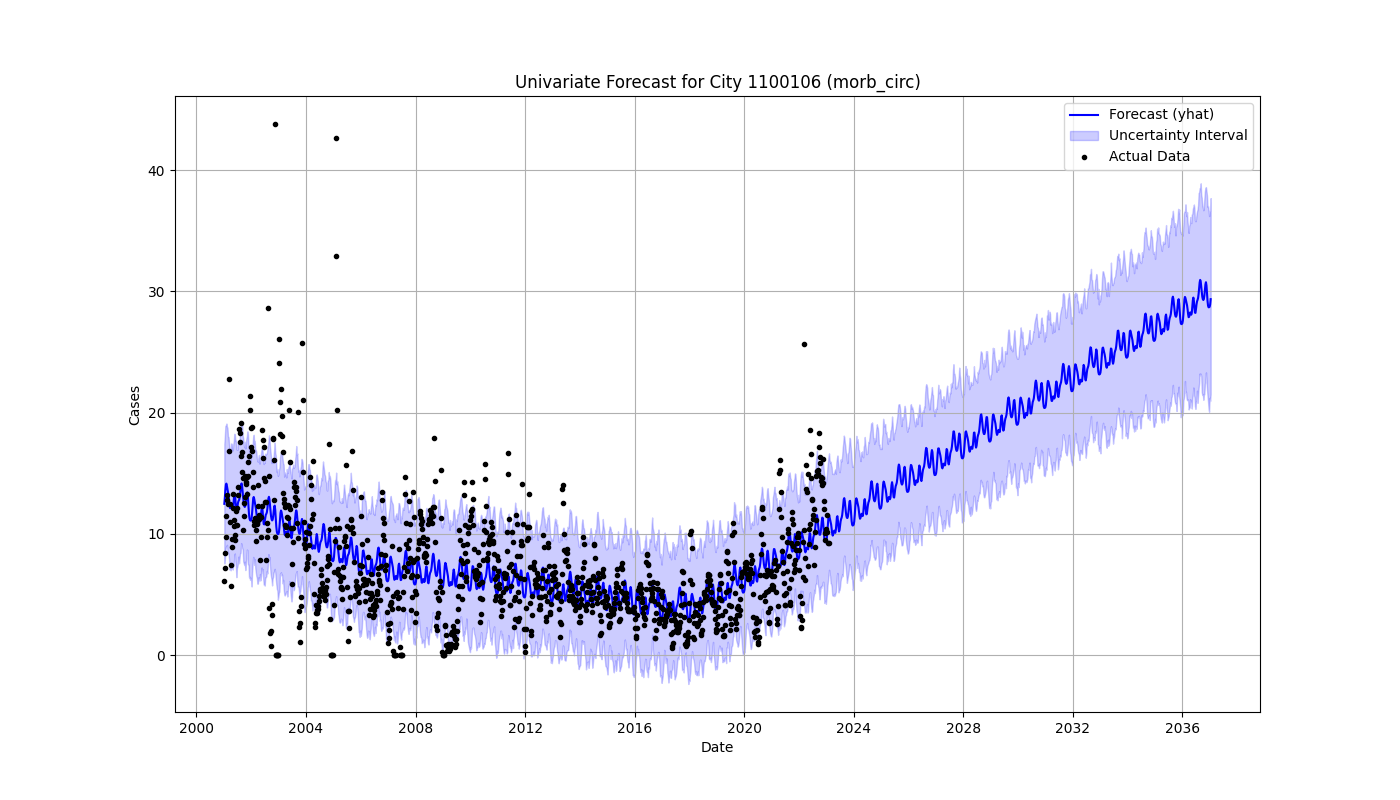 Univariate Forecast for City 1100106 (morb_circ)
Forecast (yhat)
Uncertainty Interval
Actual Data
Cases
40
30
20
10
0
2000 2004 2008 2012 2016 2020 2024 2028 2032 2036
Date